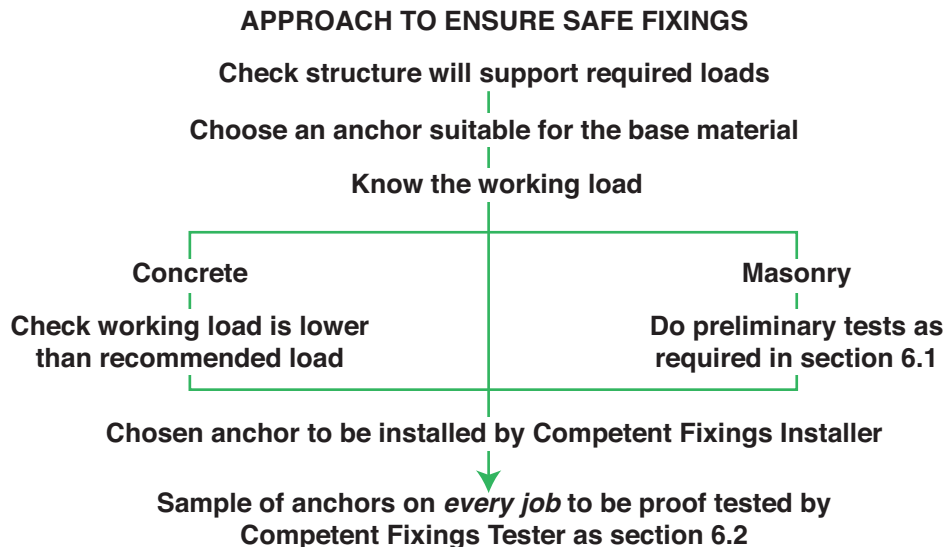 APPROACH TO ENSURE SAFE FIXINGS
Check structure will support required loads
Choose an anchor suitable for the base material
Know the working load
Concrete
Check working load is lower
than recommended load
Masonry
Do preliminary tests as
required in section 6.1
Chosen anchor to be installed by Competent Fixings Installer
Sample of anchors on every job to be proof tested by
Competent Fixings Tester as section 6.2